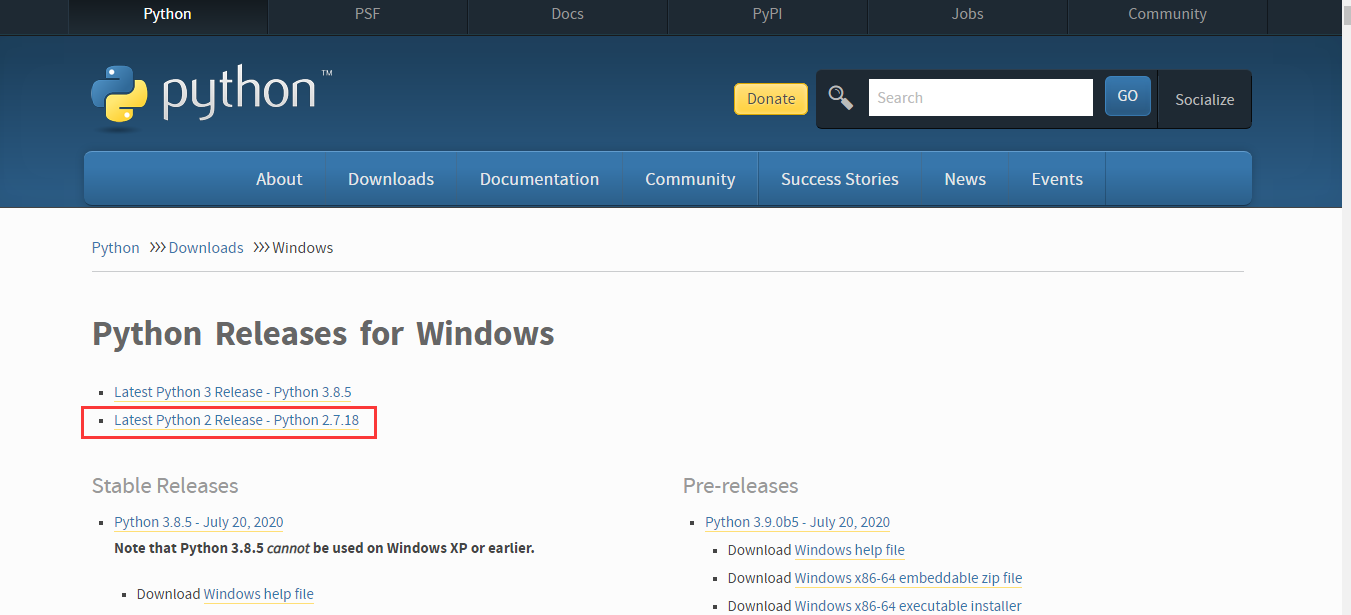 Python PSF Docs PyPI Jobs Community
python™
Donate Search GO Socialize
About Downloads Documentation Community Success Stories News Events
Python >>> Downloads >>> Windows
Python Releases for Windows
Latest Python 3 Release - Python 3.8.5
Latest Python 2 Release - Python 2.7.18
Stable Releases
Python 3.8.5 - July 20, 2020
Note that Python 3.8.5 cannot be used on Windows XP or earlier.
Download Windows help file
Pre-releases
Python 3.9.0b5 - July 20, 2020
Download Windows help file
Download Windows x86-64 embeddable zip file
Download Windows x86-64 executable installer